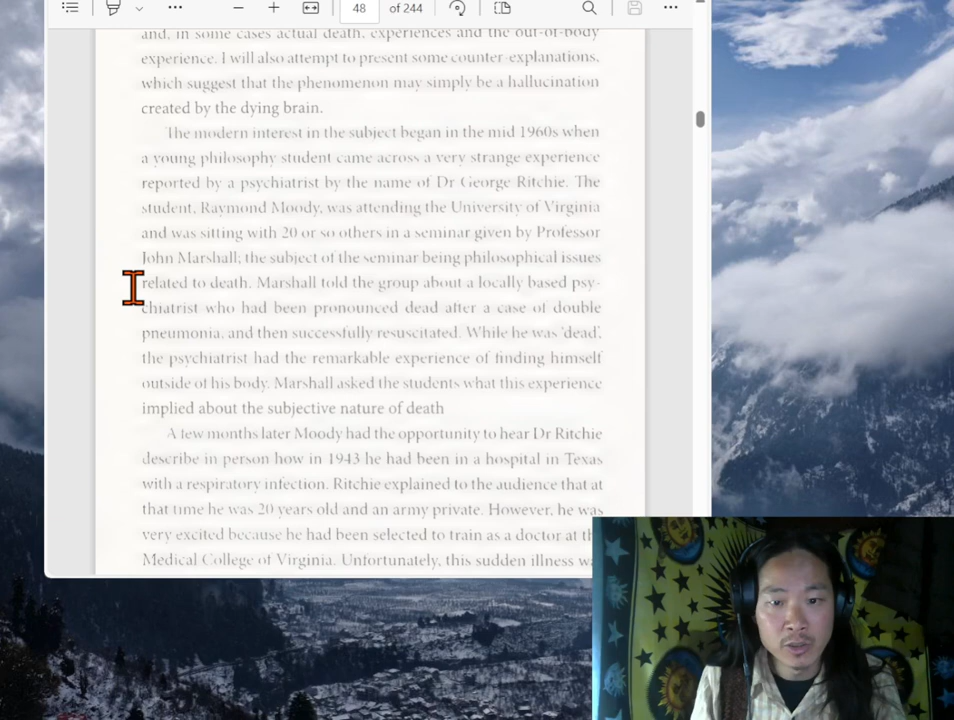 48 of 244
and, in some cases actual death, experiences and the out-of-body
experience. I will also attempt to present some counter-explanations,
which suggest that the phenomenon may simply be a hallucination
created by the dying brain.
The modern interest in the subject began in the mid 1960s when
a young philosophy student came across a very strange experience
reported by a psychiatrist by the name of Dr George Ritchie. The
student, Raymond Moody, was attending the University of Virginia
and was sitting with 20 or so others in a seminar given by Professor
John Marshall; the subject of the seminar being philosophical issues
related to death. Marshall told the group about a locally based psy-
chiatrist who had been pronounced dead after a case of double
pneumonia, and then successfully resuscitated. While he was 'dead',
the psychiatrist had the remarkable experience of finding himself
outside of his body. Marshall asked the students what this experience
implied about the subjective nature of death
A few months later Moody had the opportunity to hear Dr Ritchie
describe in person how in 1943 he had been in a hospital in Texas
with a respiratory infection. Ritchie explained to the audience that at
that time he was 20 years old and an army private. However, he was
very excited because he had been selected to train as a doctor at th
Medical College of Virginia. Unfortunately, this sudden illness wa